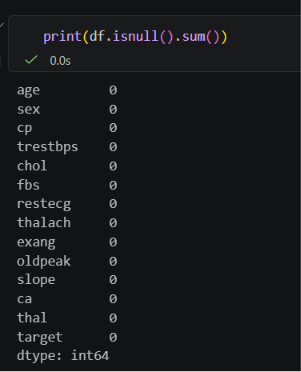 print(df.isnull().sum())
0.0s
age 0
sex 0
cp 0
trestbps 0
chol 0
fbs 0
restecg 0
thalach 0
exang 0
oldpeak 0
slope 0
ca 0
thal 0
target 0
dtype: int64